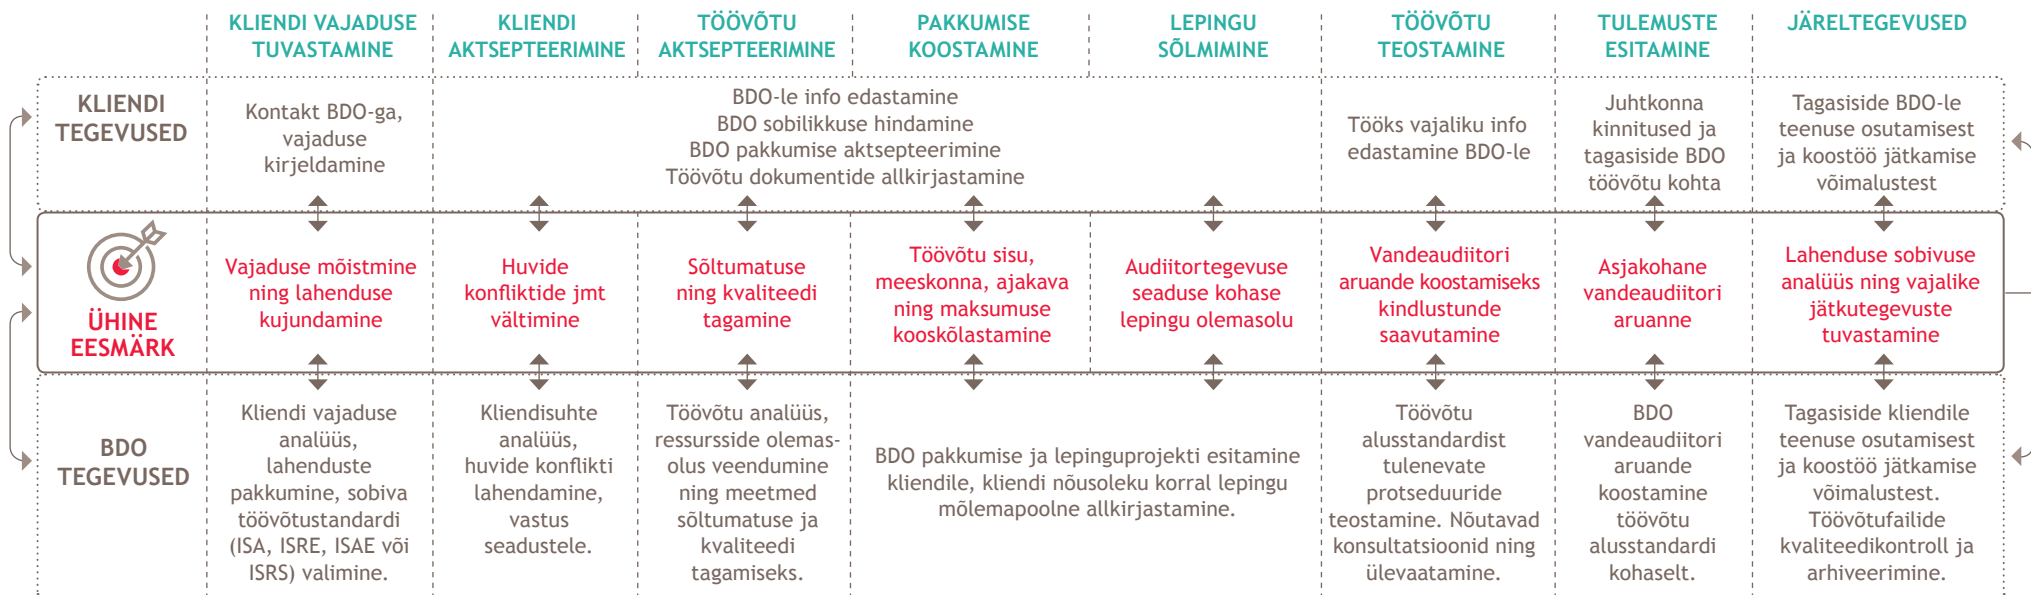 KLIENDI VAJADUSE
TUVASTAMINE
KLIENDI
AKTSEPTEERIMINE
TÖÖVÕTU
AKTSEPTEERIMINE
PAKKUMISE
KOOSTAMINE
LEPINGU
SÕLMIMINE
TÖÖVÕTU
TEOSTAMINE
TULEMUSTE
ESITAMINE
JÄRELTEGEVUSED
KLIENDI
TEGEVUSED
Kontakt BDO-ga,
vajaduse
kirjeldamine
BDO-le info edastamine
BDO sobilikkuse hindamine
BDO pakkumise aktsepteerimine
Töövõtu dokumentide allkirjastamine
Tööks vajaliku info
edastamine BDO-le
Juhtkonna
kinnitused ja
tagasiside BDO
töövõtu kohta
Tagasiside BDO-le
teenuse osutamisest
ja koostöö jätkamise
võimalustest
ÜHINE
EESMÄRK
Vajaduse mõistmine
ning lahenduse
kujundamine
Huvide
konfliktide jmt
vältimine
Sõltumatuse
ning kvaliteedi
tagamine
Töövõtu sisu,
meeskonna, ajakava
ning maksumuse
kooskõlastamine
Audiitortegevuse
seaduse kohase
lepingu olemasolu
Vandeaudiitori
aruande koostamiseks
kindlustunde
saavutamine
Asjakohane
vandeaudiitori
aruanne
Lahenduse sobivuse
analüüs ning vajalike
jätkutegevuste
tuvastamine
BDO
TEGEVUSED
Kliendi vajaduse
analüüs,
lahenduste
pakkumine, sobiva
töövõtustandardi
(ISA, ISRE, ISAE või
ISRS) valimine.
Kliendisuhte
analüüs,
huvide konflikti
lahendamine,
vastus
seadustele.
Töövõtu analüüs,
ressursside olemas-
olus veendumine
ning meetmed
sõltumatuse ja
kvaliteedi
tagamiseks.
BDO pakkumise ja lepinguprojekti esitamine
kliendile, kliendi nõusoleku korral lepingu
mõlemapoolne allkirjastamine.
Töövõtu
alusstandardist
tulenevate
protseduuride
teostamine. Nõutavad
konsultatsioonid ning
ülevaatamine.
BDO
vandeaudiitori
aruande
koostamine
töövõtu
alusstandardi
kohaselt.
Tagasiside kliendile
teenuse osutamisest
ja koostöö jätkamise
võimalustest.
Töövõtufailide
kvaliteedikontroll ja
arhiveerimine.